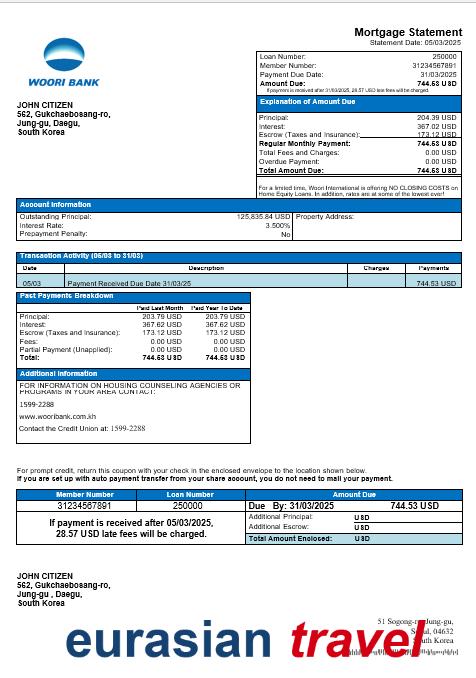 Mortgage Statement
Statement Date: 05/03/2025
WOORI BANK
Loan Number: 250000
Member Number: 31234567891
Payment Due Date: 31/03/2025
Amount Due: 744.53 USD
If payment is received after 31/03/2025, 28.57 USD late fees will be charged.
JOHN CITIZEN
562, Gukchaebosang-ro,
Jung-gu, Daegu,
South Korea
Explanation of Amount Due
Principal: 204.39 USD
Interest: 367.02 USD
Escrow (Taxes and Insurance): 173.12 USD
Regular Monthly Payment: 744.53 USD
Total Fees and Charges: 0.00 USD
Overdue Payment: 0.00 USD
Total Amount Due: 744.53 USD
For a limited time, Woori International is offering NO CLOSING COSTS on
Home Equity Loans. In addition, rates are at some of the lowest ever!
Account Information
Outstanding Principal: 125,835.84 USD Property Address:
Interest Rate: 3.500%
Prepayment Penalty: No
Transaction Activity (05/03 to 31/03)
Date Description Charges Payments
05/03 Payment Received Due Date 31/03/25 744.53 USD
Past Payments Breakdown
Paid Last Month Paid Year To Date
Principal: 203.79 USD 203.79 USD
Interest: 367.62 USD 367.62 USD
Escrow (Taxes and Insurance): 173.12 USD 173.12 USD
Fees: 0.00 USD 0.00 USD
Partial Payment (Unapplied): 0.00 USD 0.00 USD
Total: 744.53 USD 744.53 USD
Additional Information
FOR INFORMATION ON HOUSING COUNSELING AGENCIES OR
PROGRAMS IN YOUR AREA CONTACT:
1599-2288
www.wooribank.com.kh
Contact the Credit Union at: 1599-2288
For prompt credit, return this coupon with your check in the enclosed envelope to the location shown below.
If you are set up with auto payment transfer from your share account, you do not need to mail your payment.
Member Number Loan Number Amount Due
31234567891 250000 Due By: 31/03/2025 744.53 USD
If payment is received after 05/03/2025,
28.57 USD late fees will be charged.
Additional Principal: USD
Additional Escrow: USD
Total Amount Enclosed: USD
JOHN CITIZEN
562, Gukchaebosang-ro,
Jung-gu , Daegu,
South Korea
51 Sogong-ro, Jung-gu,
Seoul, 04632
South Korea
eurasian travel